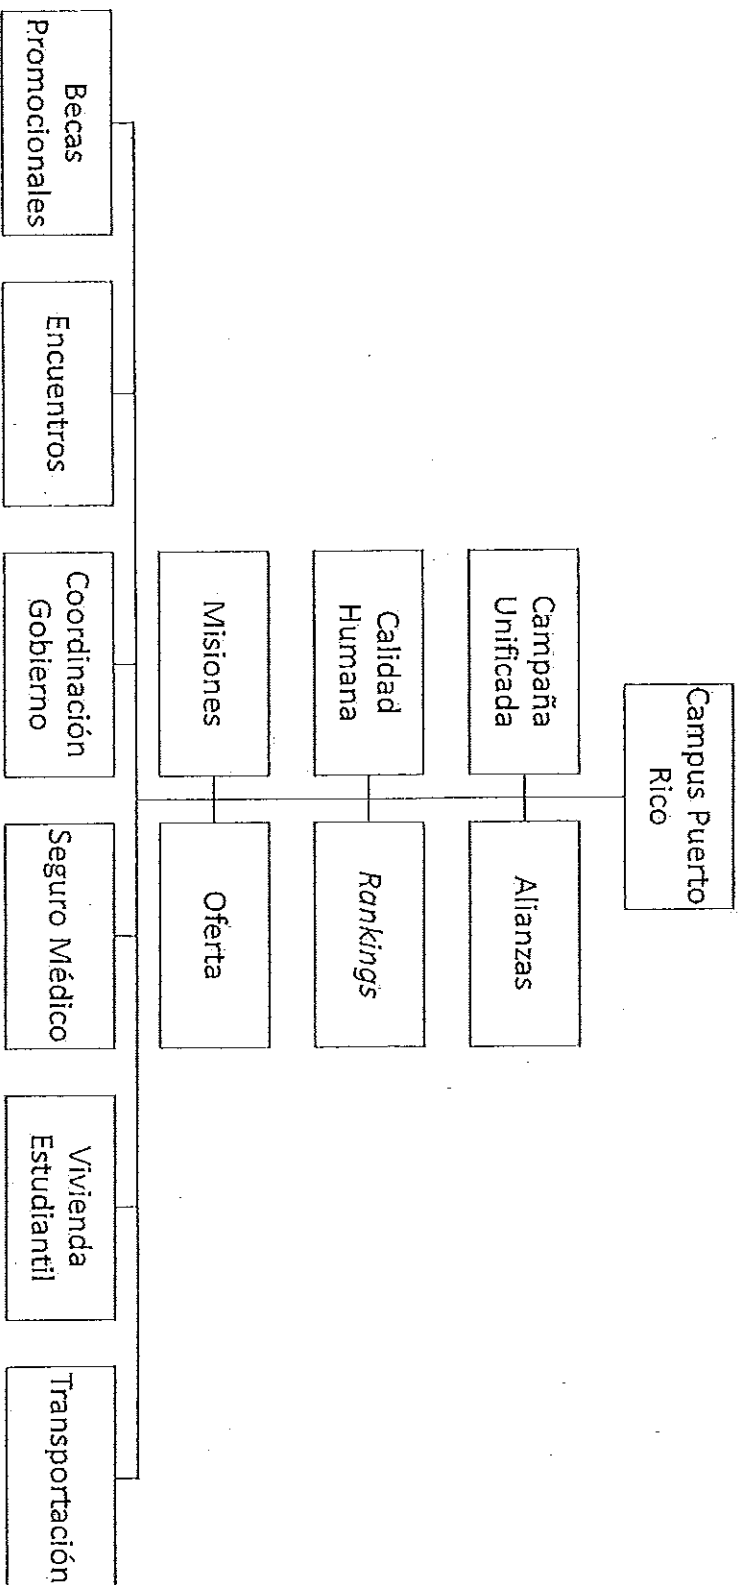 Campus Puerto
Rico
Campaña
Unificada
Alianzas
Calidad
Humana
Rankings
Misiones
Oferta
Becas
Promocionales
Encuentros
Coordinación
Gobierno
Seguro Médico
Vivienda
Estudiantil
Transportación